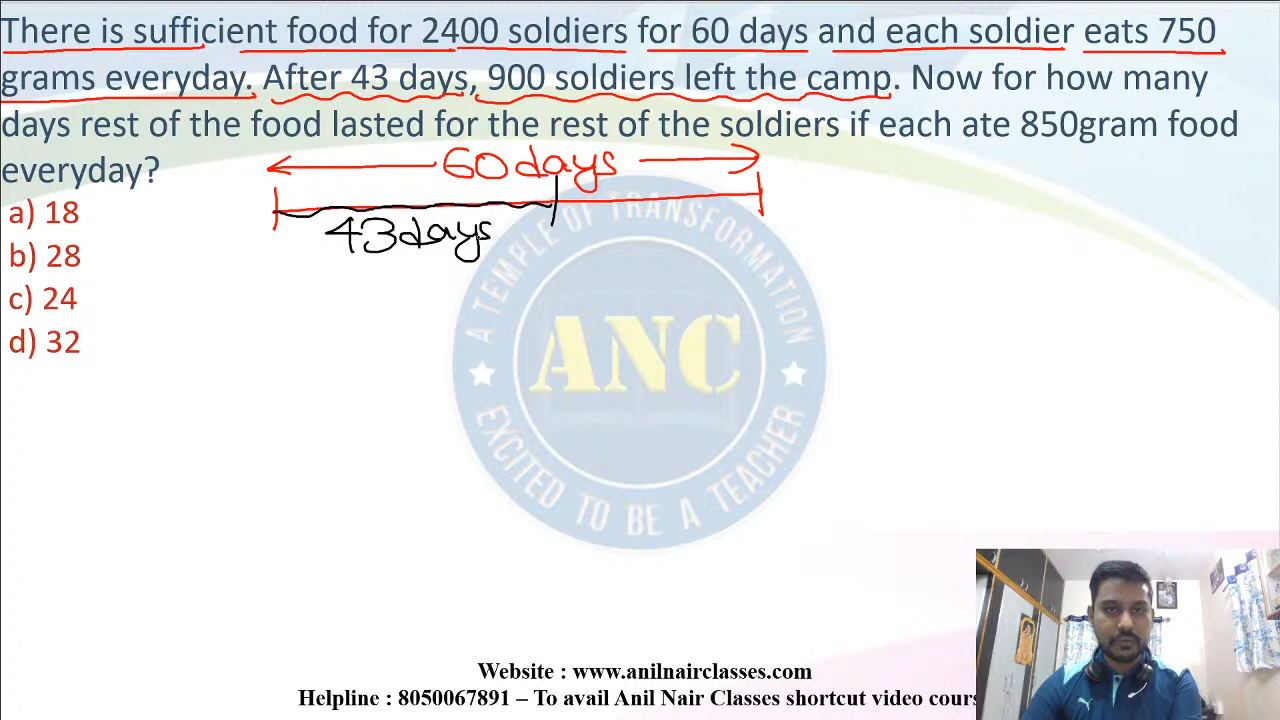 There is sufficient food for 2400 soldiers for 60 days and each soldier eats 750
grams everyday. After 43 days, 900 soldiers left the camp. Now for how many
days rest of the food lasted for the rest of the soldiers if each ate 850gram food
everyday?
60 days
a) 18
43 days
b) 28
c) 24
d) 32
A TEMPLE OF TRANSFORMATION
ANC
EXCITED TO BE A TEACHER
Website : www.anilnairclasses.com
Helpline : 8050067891 – To avail Anil Nair Classes shortcut video cours